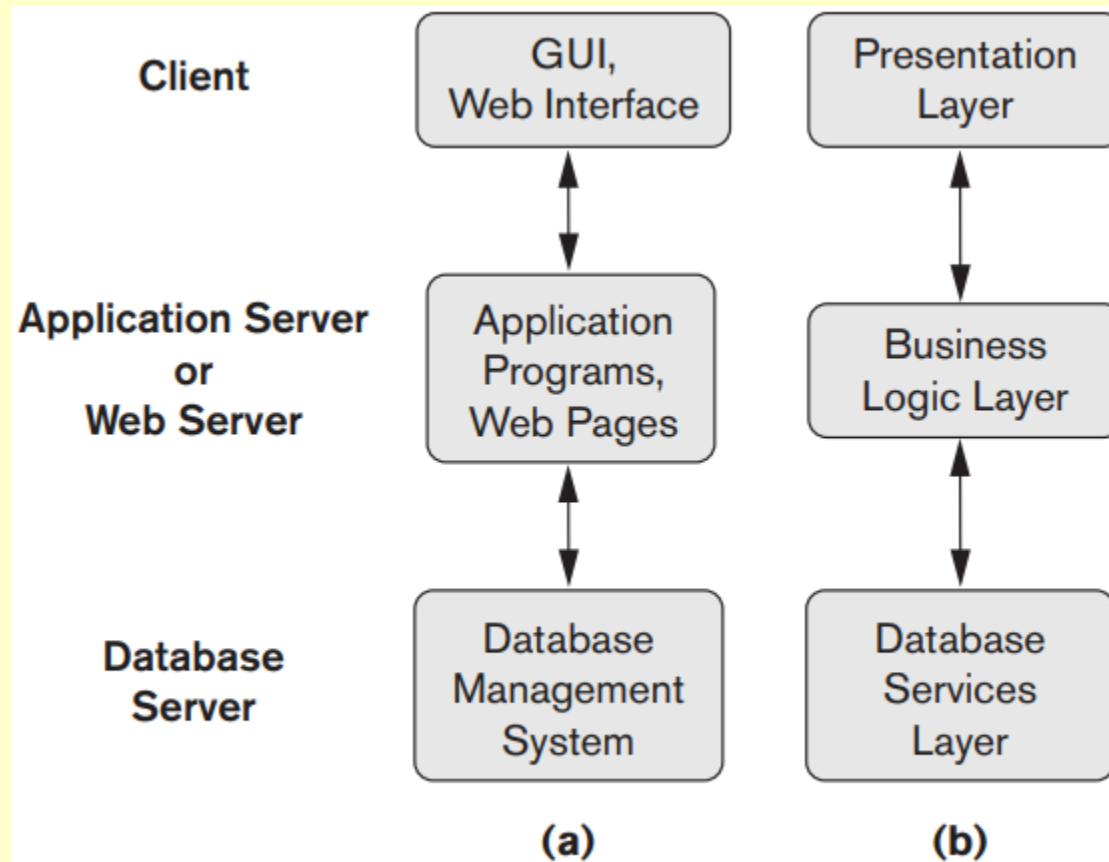 Client
GUI,
Web Interface
Presentation
Layer
Application Server
or
Web Server
Application
Programs,
Web Pages
Business
Logic Layer
Database
Server
Database
Management
System
Database
Services
Layer
(a)
(b)